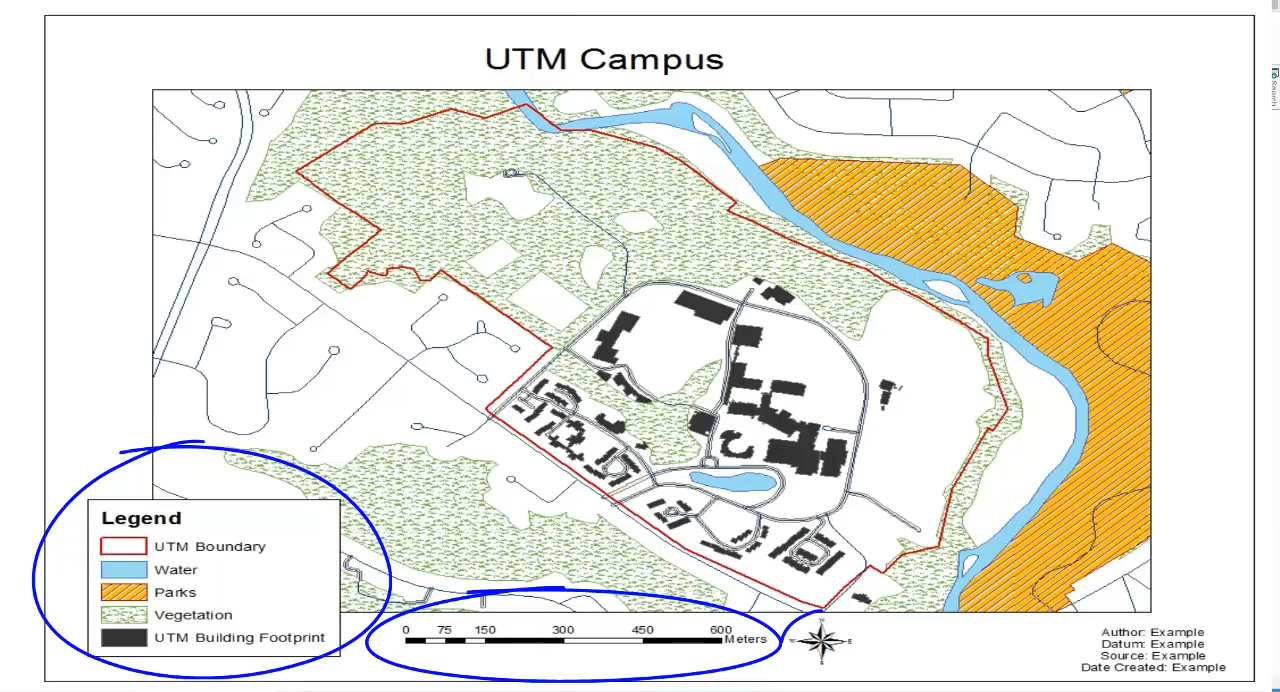 UTM Campus
Legend
UTM Boundary
Water
Parks
Vegetation
UTM Building Footprint
0 75 150 300 450 600
Meters
N
W E
S
Author: Example
Datum: Example
Source: Example
Date Created: Example